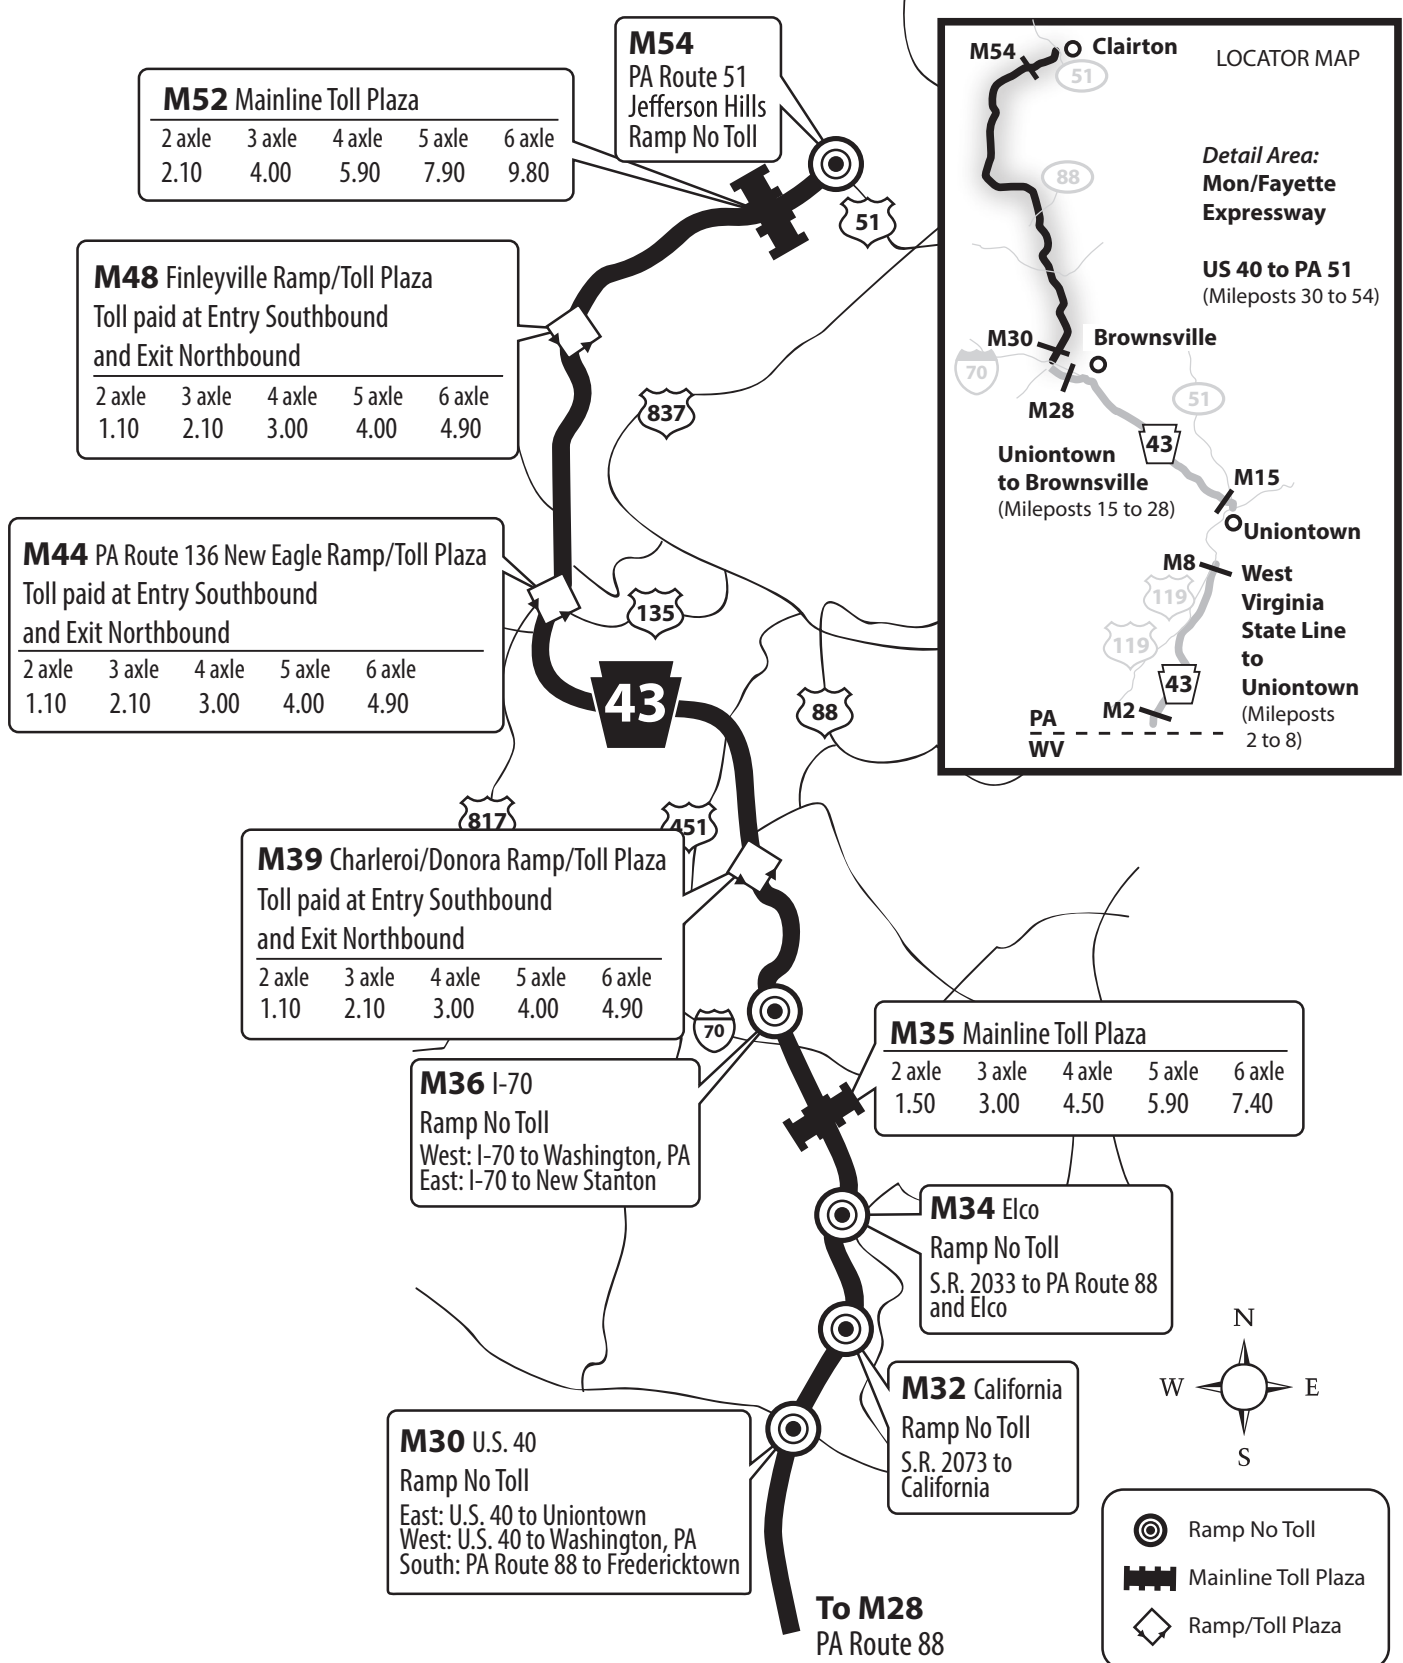 M54
PA Route 51
Jefferson Hills
Ramp No Toll
M52 Mainline Toll Plaza
2 axle 3 axle 4 axle 5 axle 6 axle
2.10 4.00 5.90 7.90 9.80
51
M48 Finleyville Ramp/Toll Plaza
Toll paid at Entry Southbound
and Exit Northbound
2 axle 3 axle 4 axle 5 axle 6 axle
1.10 2.10 3.00 4.00 4.90
837
M44 PA Route 136 New Eagle Ramp/Toll Plaza
Toll paid at Entry Southbound
and Exit Northbound
2 axle 3 axle 4 axle 5 axle 6 axle
1.10 2.10 3.00 4.00 4.90
135
43
88
817
451
M39 Charleroi/Donora Ramp/Toll Plaza
Toll paid at Entry Southbound
and Exit Northbound
2 axle 3 axle 4 axle 5 axle 6 axle
1.10 2.10 3.00 4.00 4.90
70
M36 I-70
Ramp No Toll
West: I-70 to Washington, PA
East: I-70 to New Stanton
M35 Mainline Toll Plaza
2 axle 3 axle 4 axle 5 axle 6 axle
1.50 3.00 4.50 5.90 7.40
M34 Elco
Ramp No Toll
S.R. 2033 to PA Route 88
and Elco
M32 California
Ramp No Toll
S.R. 2073 to
California
M30 U.S. 40
Ramp No Toll
East: U.S. 40 to Uniontown
West: U.S. 40 to Washington, PA
South: PA Route 88 to Fredericktown
To M28
PA Route 88
LOCATOR MAP
M54
Clairton
51
88
Detail Area:
Mon/Fayette
Expressway
US 40 to PA 51
(Mileposts 30 to 54)
M30
Brownsville
70
M28
51
43
Uniontown
to Brownsville
(Mileposts 15 to 28)
M15
Uniontown
M8
119
119
West
Virginia
State Line
to
Uniontown
(Mileposts
2 to 8)
43
M2
PA
WV
N
W E
S
Ramp No Toll
Mainline Toll Plaza
Ramp/Toll Plaza